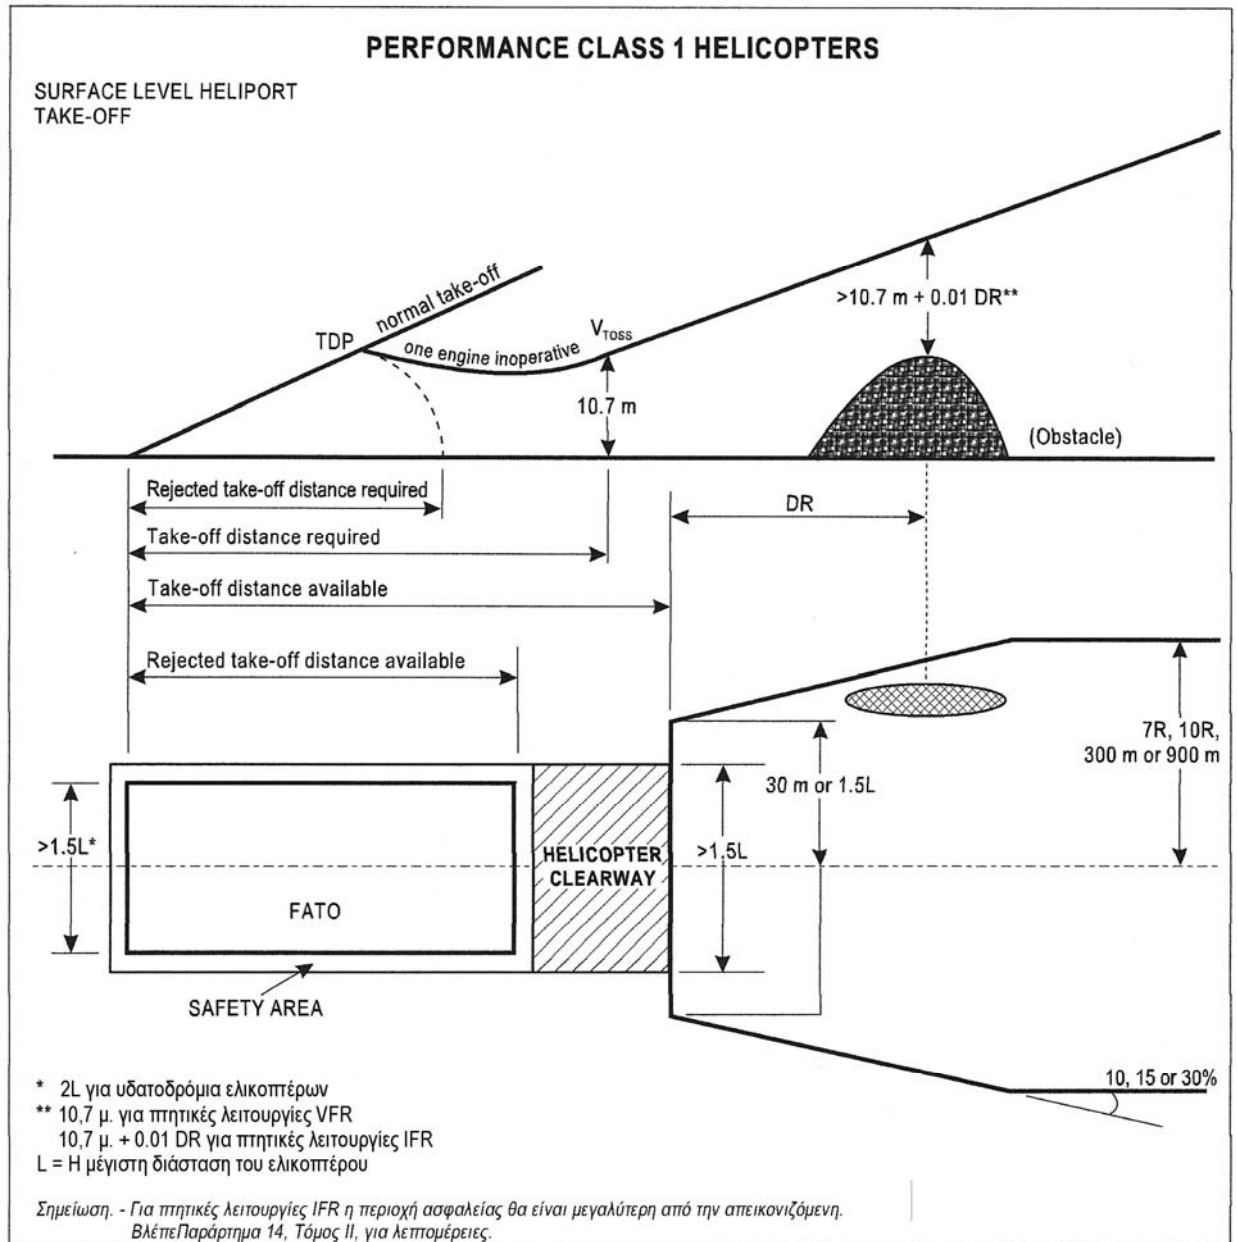 PERFORMANCE CLASS 1 HELICOPTERS
SURFACE LEVEL HELIPORT
TAKE-OFF
normal take-off
>10.7 m + 0.01 DR**
TDP
V_TOSS
one engine inoperative
10.7 m
(Obstacle)
Rejected take-off distance required
DR
Take-off distance required
Take-off distance available
Rejected take-off distance available
7R, 10R,
300 m or 900 m
30 m or 1.5L
>1.5L*
HELICOPTER
CLEARWAY
>1.5L
FATO
SAFETY AREA
10, 15 or 30%
* 2L για υδατοδρόμια ελικοπτέρων
** 10,7 μ. για πτητικές λειτουργίες VFR
10,7 μ. + 0.01 DR για πτητικές λειτουργίες IFR
L = Η μέγιστη διάσταση του ελικοπτέρου
Σημείωση. - Για πτητικές λειτουργίες IFR η περιοχή ασφαλείας θα είναι μεγαλύτερη από την απεικονιζόμενη.
ΒλέπεΠαράρτημα 14, Τόμος II, για λεπτομέρειες.